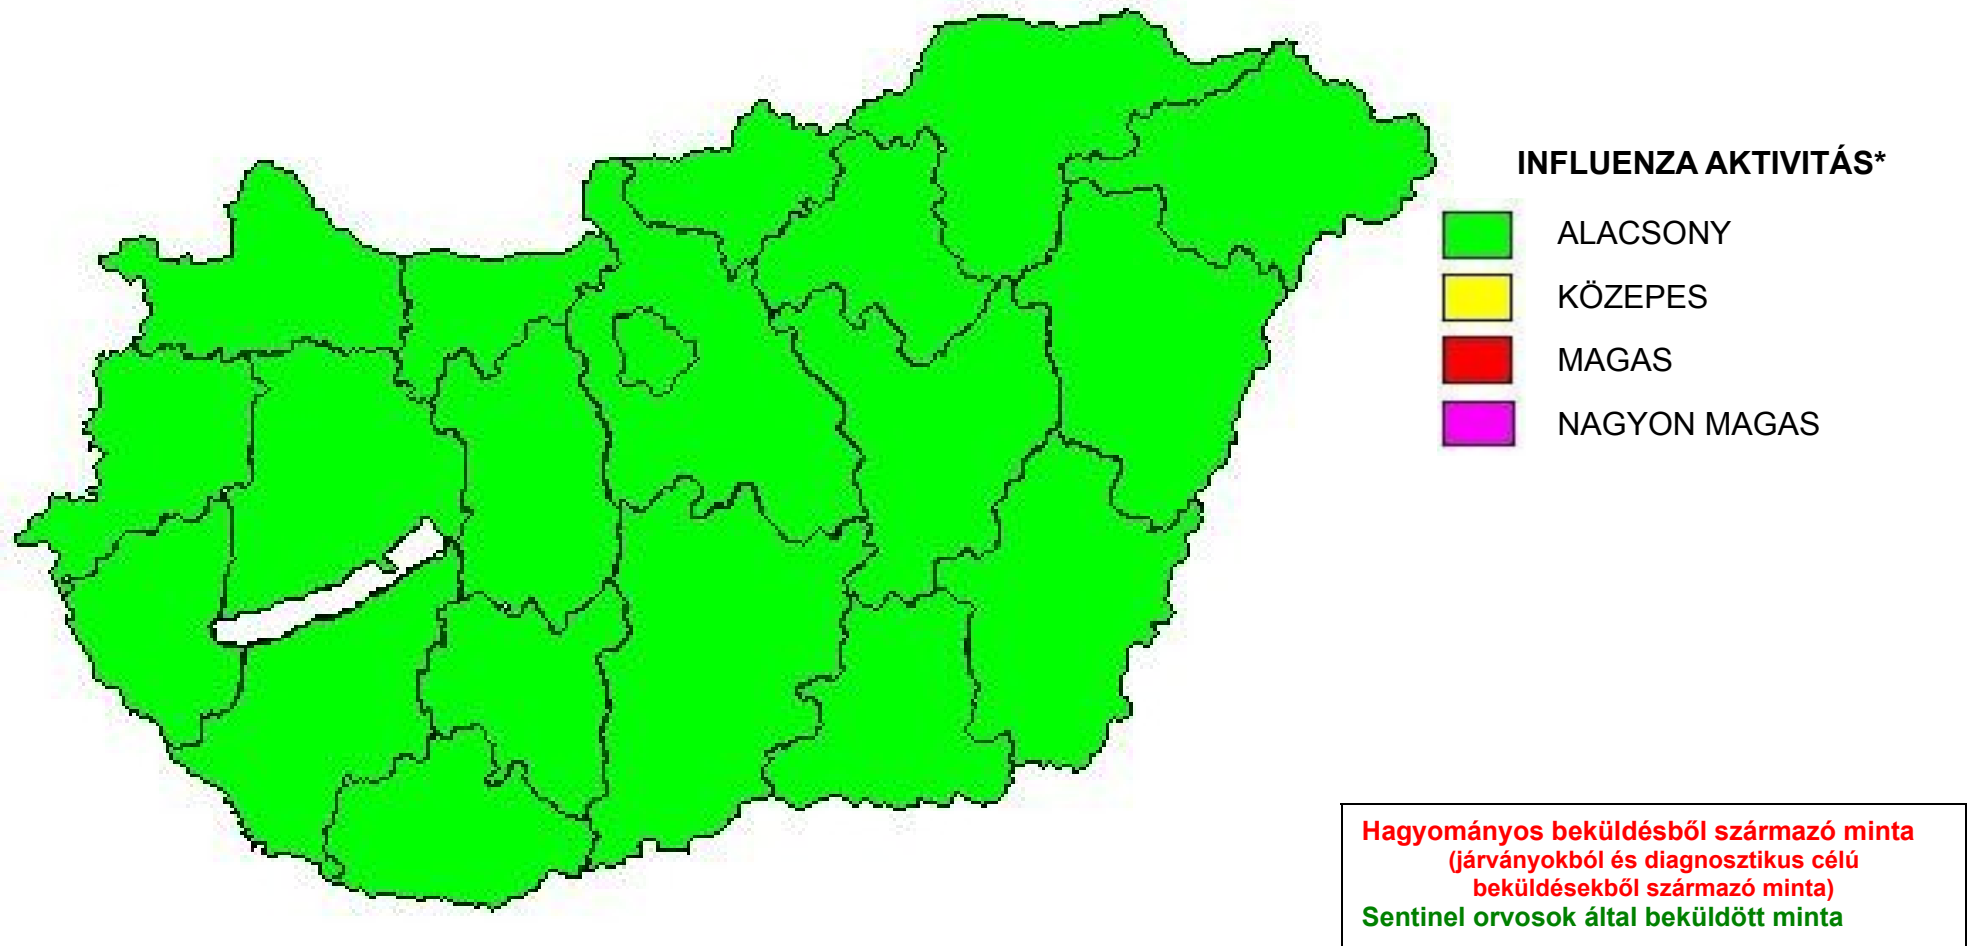 INFLUENZA AKTIVITÁS*
ALACSONY
KÖZEPES
MAGAS
NAGYON MAGAS
Hagyományos beküldésből származó minta
(járványokból és diagnosztikus célú
beküldésekből származó minta)
Sentinel orvosok által beküldött minta